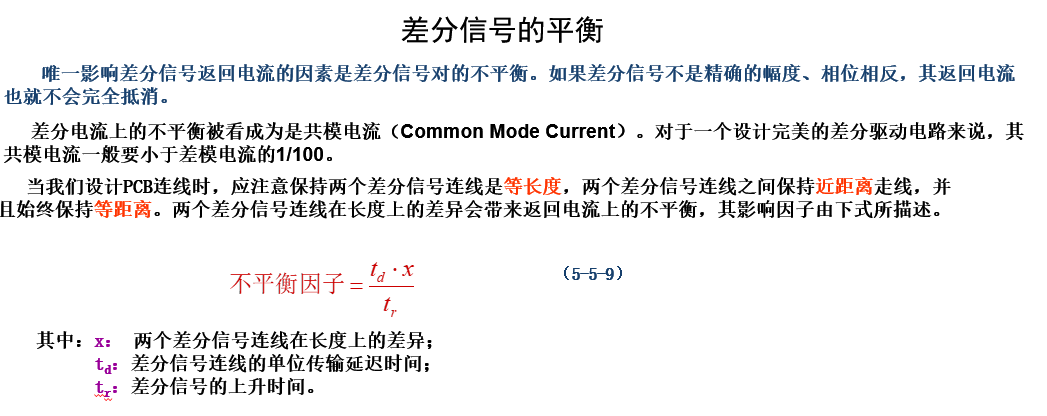 差分信号的平衡
唯一影响差分信号返回电流的因素是差分信号对的不平衡。如果差分信号不是精确的幅度、相位相反，其返回电流
也就不会完全抵消。
差分电流上的不平衡被看成为是共模电流（Common Mode Current）。对于一个设计完美的差分驱动电路来说，其
共模电流一般要小于差模电流的1/100。
当我们设计PCB连线时，应注意保持两个差分信号连线是等长度，两个差分信号连线之间保持近距离走线，并
且始终保持等距离。两个差分信号连线在长度上的差异会带来返回电流上的不平衡，其影响因子由下式所描述。
不平衡因子 = (t_d · x) / t_r （5-5-9）
其中：x： 两个差分信号连线在长度上的差异；
t_d：差分信号连线的单位传输延迟时间；
t_r：差分信号的上升时间。